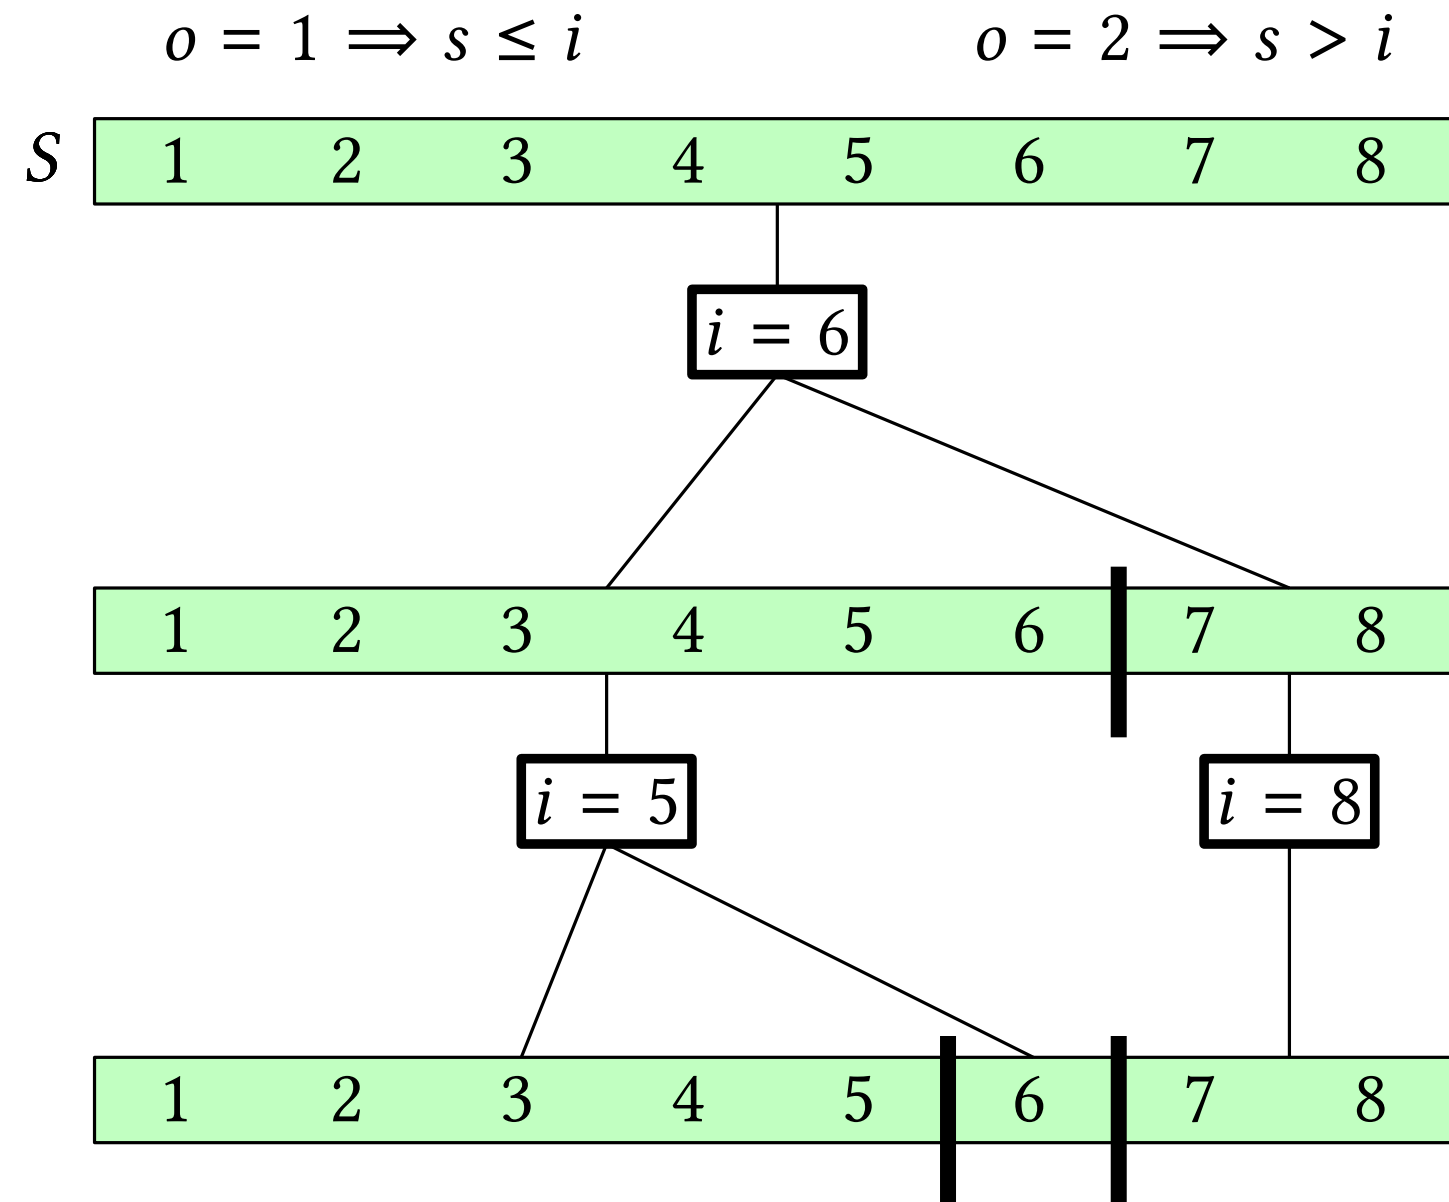 o = 1 ⟹ s ≤ i o = 2 ⟹ s > i
S 1 2 3 4 5 6 7 8
i = 6
1 2 3 4 5 6 7 8
i = 5 i = 8
1 2 3 4 5 6 7 8